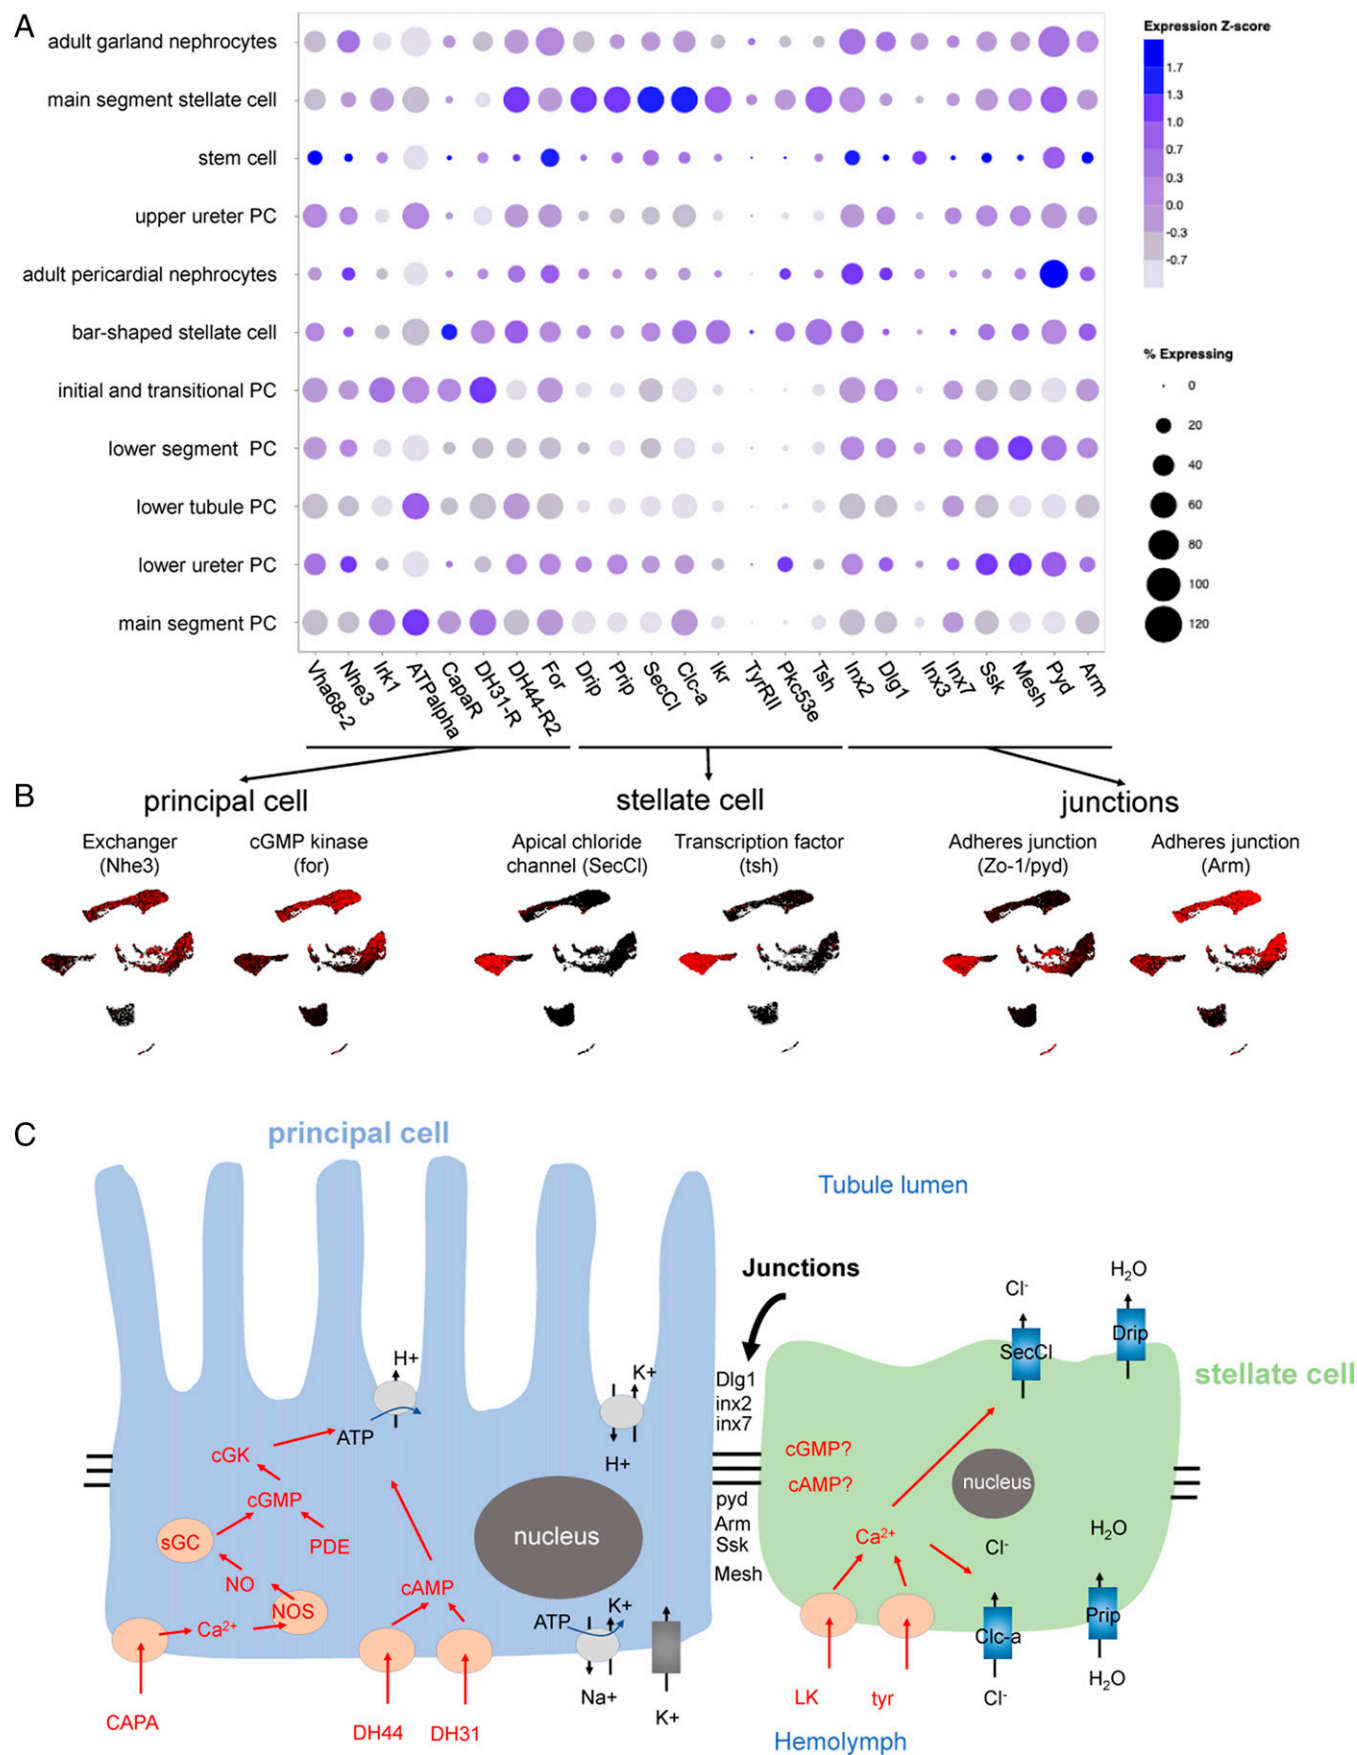 A
adult garland nephrocytes
main segment stellate cell
stem cell
upper ureter PC
adult pericardial nephrocytes
bar-shaped stellate cell
initial and transitional PC
lower segment PC
lower tubule PC
lower ureter PC
main segment PC
Vha68-2
Nhe3
Irk1
ATPalpha
CapaR
DH31-R
DH44-R2
For
Drip
Prip
SecCl
Clc-a
Ikr
TyrRII
Pkc53e
Tsh
Inx2
Dlg1
Inx3
Inx7
Ssk
Mesh
Pyd
Arm
Expression Z-score
1.7
1.3
1.0
0.7
0.3
0.0
-0.3
-0.7
% Expressing
0
20
40
60
80
100
120
B
principal cell
stellate cell
junctions
Exchanger
(Nhe3)
cGMP kinase
(for)
Apical chloride
channel (SecCl)
Transcription factor
(tsh)
Adheres junction
(Zo-1/pyd)
Adheres junction
(Arm)
C
principal cell
Tubule lumen
Junctions
stellate cell
H+
ATP
K+
H+
cGK
cGMP
sGC
PDE
NO
NOS
Ca2+
cAMP
nucleus
ATP
K+
Na+
K+
CAPA
DH44
DH31
Dlg1
inx2
inx7
pyd
Arm
Ssk
Mesh
Cl-
SecCl
H2O
Drip
cGMP?
cAMP?
nucleus
Ca2+
Cl-
H2O
Clc-a
Prip
LK
tyr
Cl-
H2O
Hemolymph